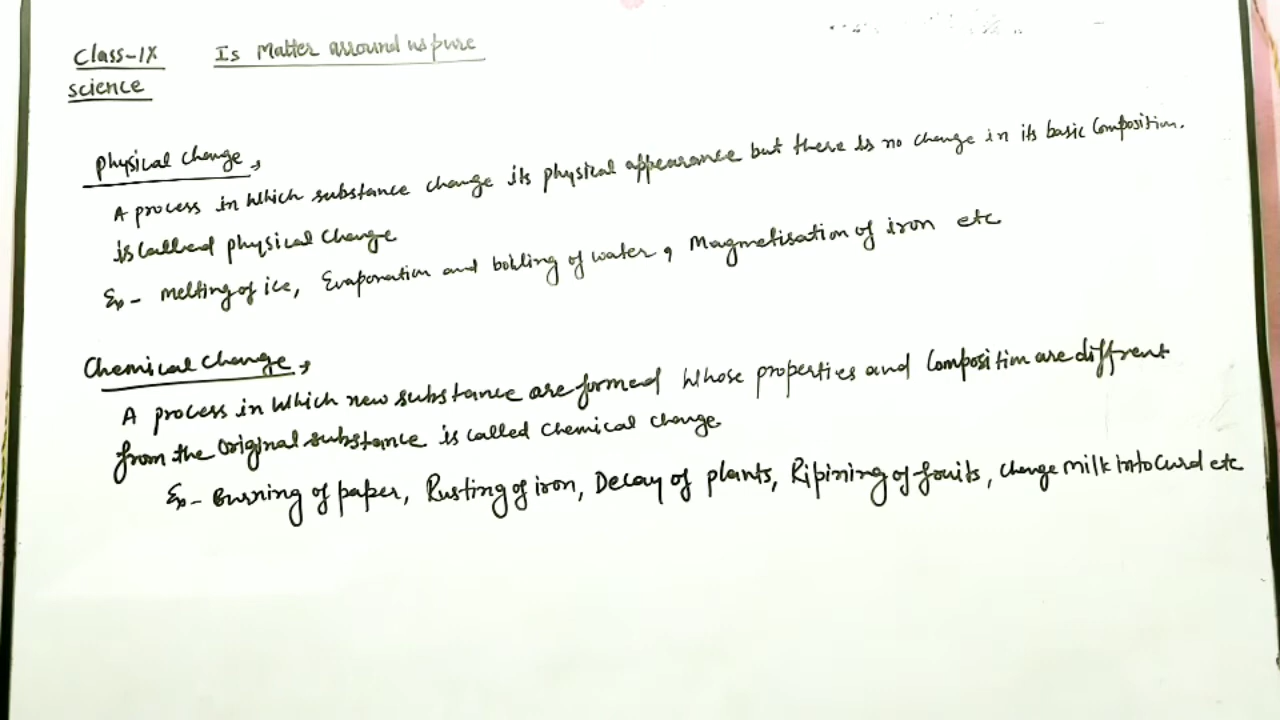 Class-IX Is Matter arround us pure
science
Physical change,
A process in which substance change its physical appearance but there is no change in its basic composition.
is called physical change
Ex- melting of ice, Evaporation and boiling of water, Magnetisation of iron etc
Chemical change,
A process in which new substance are formed whose properties and composition are diffrent
from the original substance is called chemical change
Ex- Burning of paper, Rusting of iron, Decay of plants, Ripining of fruits, change milk into curd etc